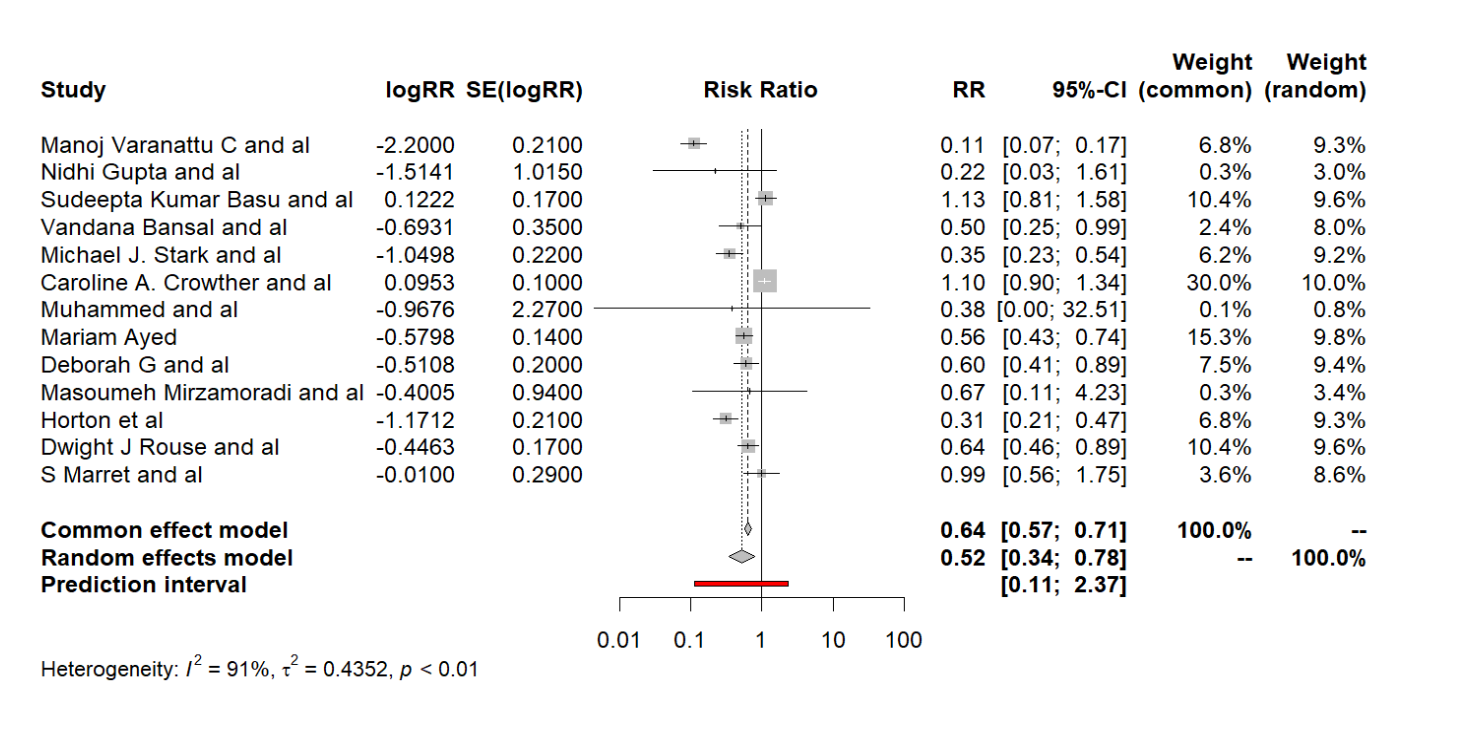 Weight Weight
Study logRR SE(logRR) Risk Ratio RR 95%-CI (common) (random)
Manoj Varanattu C and al -2.2000 0.2100 0.11 [0.07; 0.17] 6.8% 9.3%
Nidhi Gupta and al -1.5141 1.0150 0.22 [0.03; 1.61] 0.3% 3.0%
Sudeepta Kumar Basu and al 0.1222 0.1700 1.13 [0.81; 1.58] 10.4% 9.6%
Vandana Bansal and al -0.6931 0.3500 0.50 [0.25; 0.99] 2.4% 8.0%
Michael J. Stark and al -1.0498 0.2200 0.35 [0.23; 0.54] 6.2% 9.2%
Caroline A. Crowther and al 0.0953 0.1000 1.10 [0.90; 1.34] 30.0% 10.0%
Muhammed and al -0.9676 2.2700 0.38 [0.00; 32.51] 0.1% 0.8%
Mariam Ayed -0.5798 0.1400 0.56 [0.43; 0.74] 15.3% 9.8%
Deborah G and al -0.5108 0.2000 0.60 [0.41; 0.89] 7.5% 9.4%
Masoumeh Mirzamoradi and al -0.4005 0.9400 0.67 [0.11; 4.23] 0.3% 3.4%
Horton et al -1.1712 0.2100 0.31 [0.21; 0.47] 6.8% 9.3%
Dwight J Rouse and al -0.4463 0.1700 0.64 [0.46; 0.89] 10.4% 9.6%
S Marret and al -0.0100 0.2900 0.99 [0.56; 1.75] 3.6% 8.6%
Common effect model 0.64 [0.57; 0.71] 100.0% --
Random effects model 0.52 [0.34; 0.78] -- 100.0%
Prediction interval [0.11; 2.37]
0.01 0.1 1 10 100
Heterogeneity: I² = 91%, τ² = 0.4352, p < 0.01